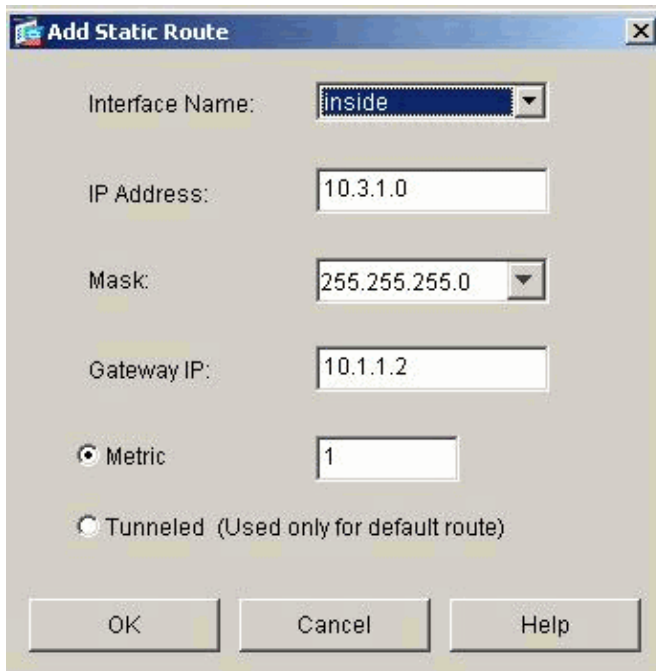 Add Static Route
Interface Name: inside
IP Address: 10.3.1.0
Mask: 255.255.255.0
Gateway IP: 10.1.1.2
Metric 1
Tunneled (Used only for default route)
OK Cancel Help